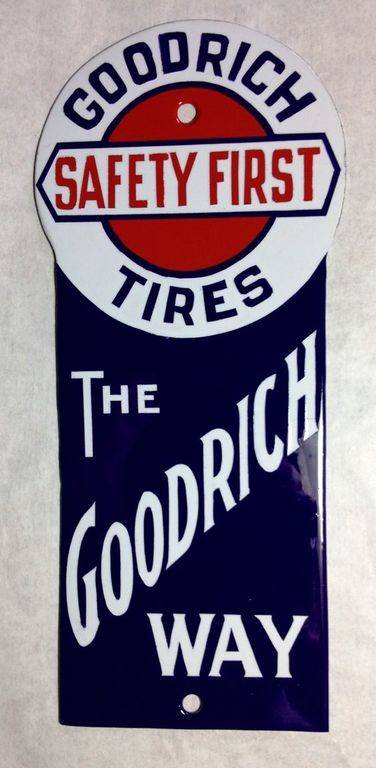 GOODRICH
SAFETY FIRST
TIRES
THE
GOODRICH
WAY